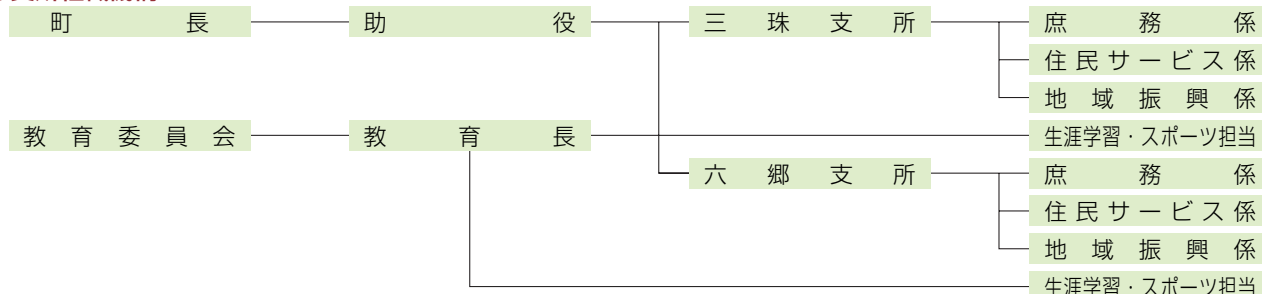 町長 助役 三珠支所 庶務係
住民サービス係
地域振興係
教育委員会 教育長 生涯学習・スポーツ担当
六郷支所 庶務係
住民サービス係
地域振興係
生涯学習・スポーツ担当